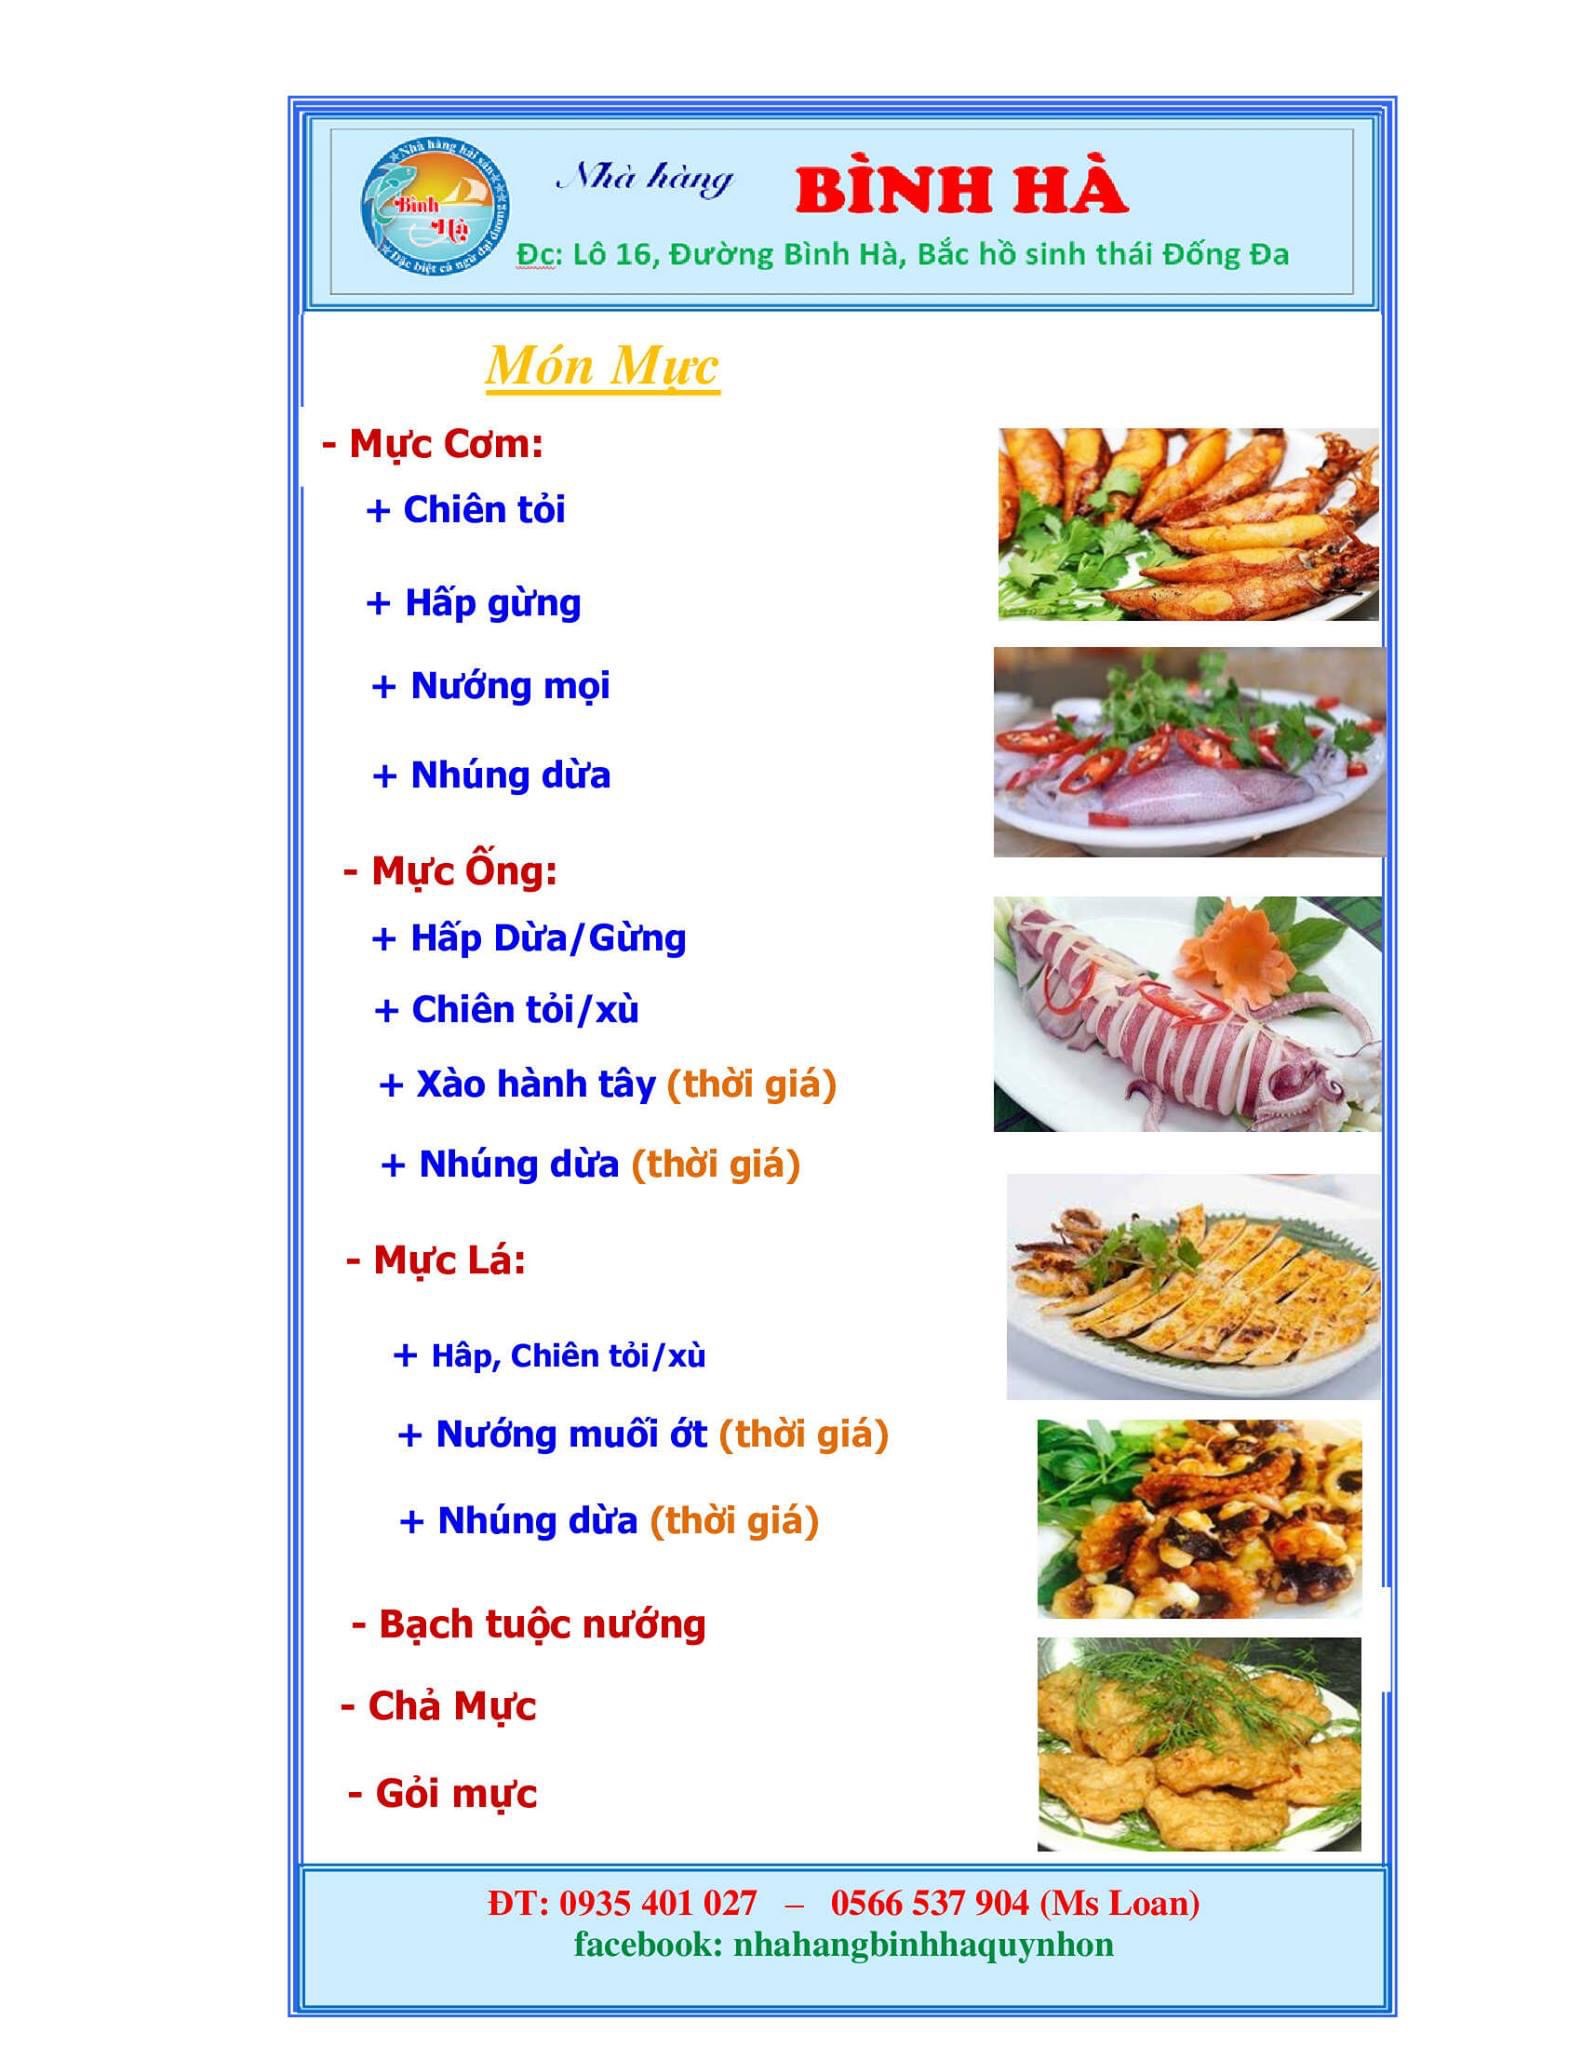 Nhà hàng hải sản
Bình
Hà
Đặc biệt cá ngừ đại dương
Nhà hàng BÌNH HÀ
Đc: Lô 16, Đường Bình Hà, Bắc hồ sinh thái Đống Đa
Món Mực
- Mực Cơm:
+ Chiên tỏi
+ Hấp gừng
+ Nướng mọi
+ Nhúng dừa
- Mực Ống:
+ Hấp Dừa/Gừng
+ Chiên tỏi/xù
+ Xào hành tây (thời giá)
+ Nhúng dừa (thời giá)
- Mực Lá:
+ Hâp, Chiên tỏi/xù
+ Nướng muối ớt (thời giá)
+ Nhúng dừa (thời giá)
- Bạch tuộc nướng
- Chả Mực
- Gỏi mực
ĐT: 0935 401 027 – 0566 537 904 (Ms Loan)
facebook: nhahangbinhhaquynhon